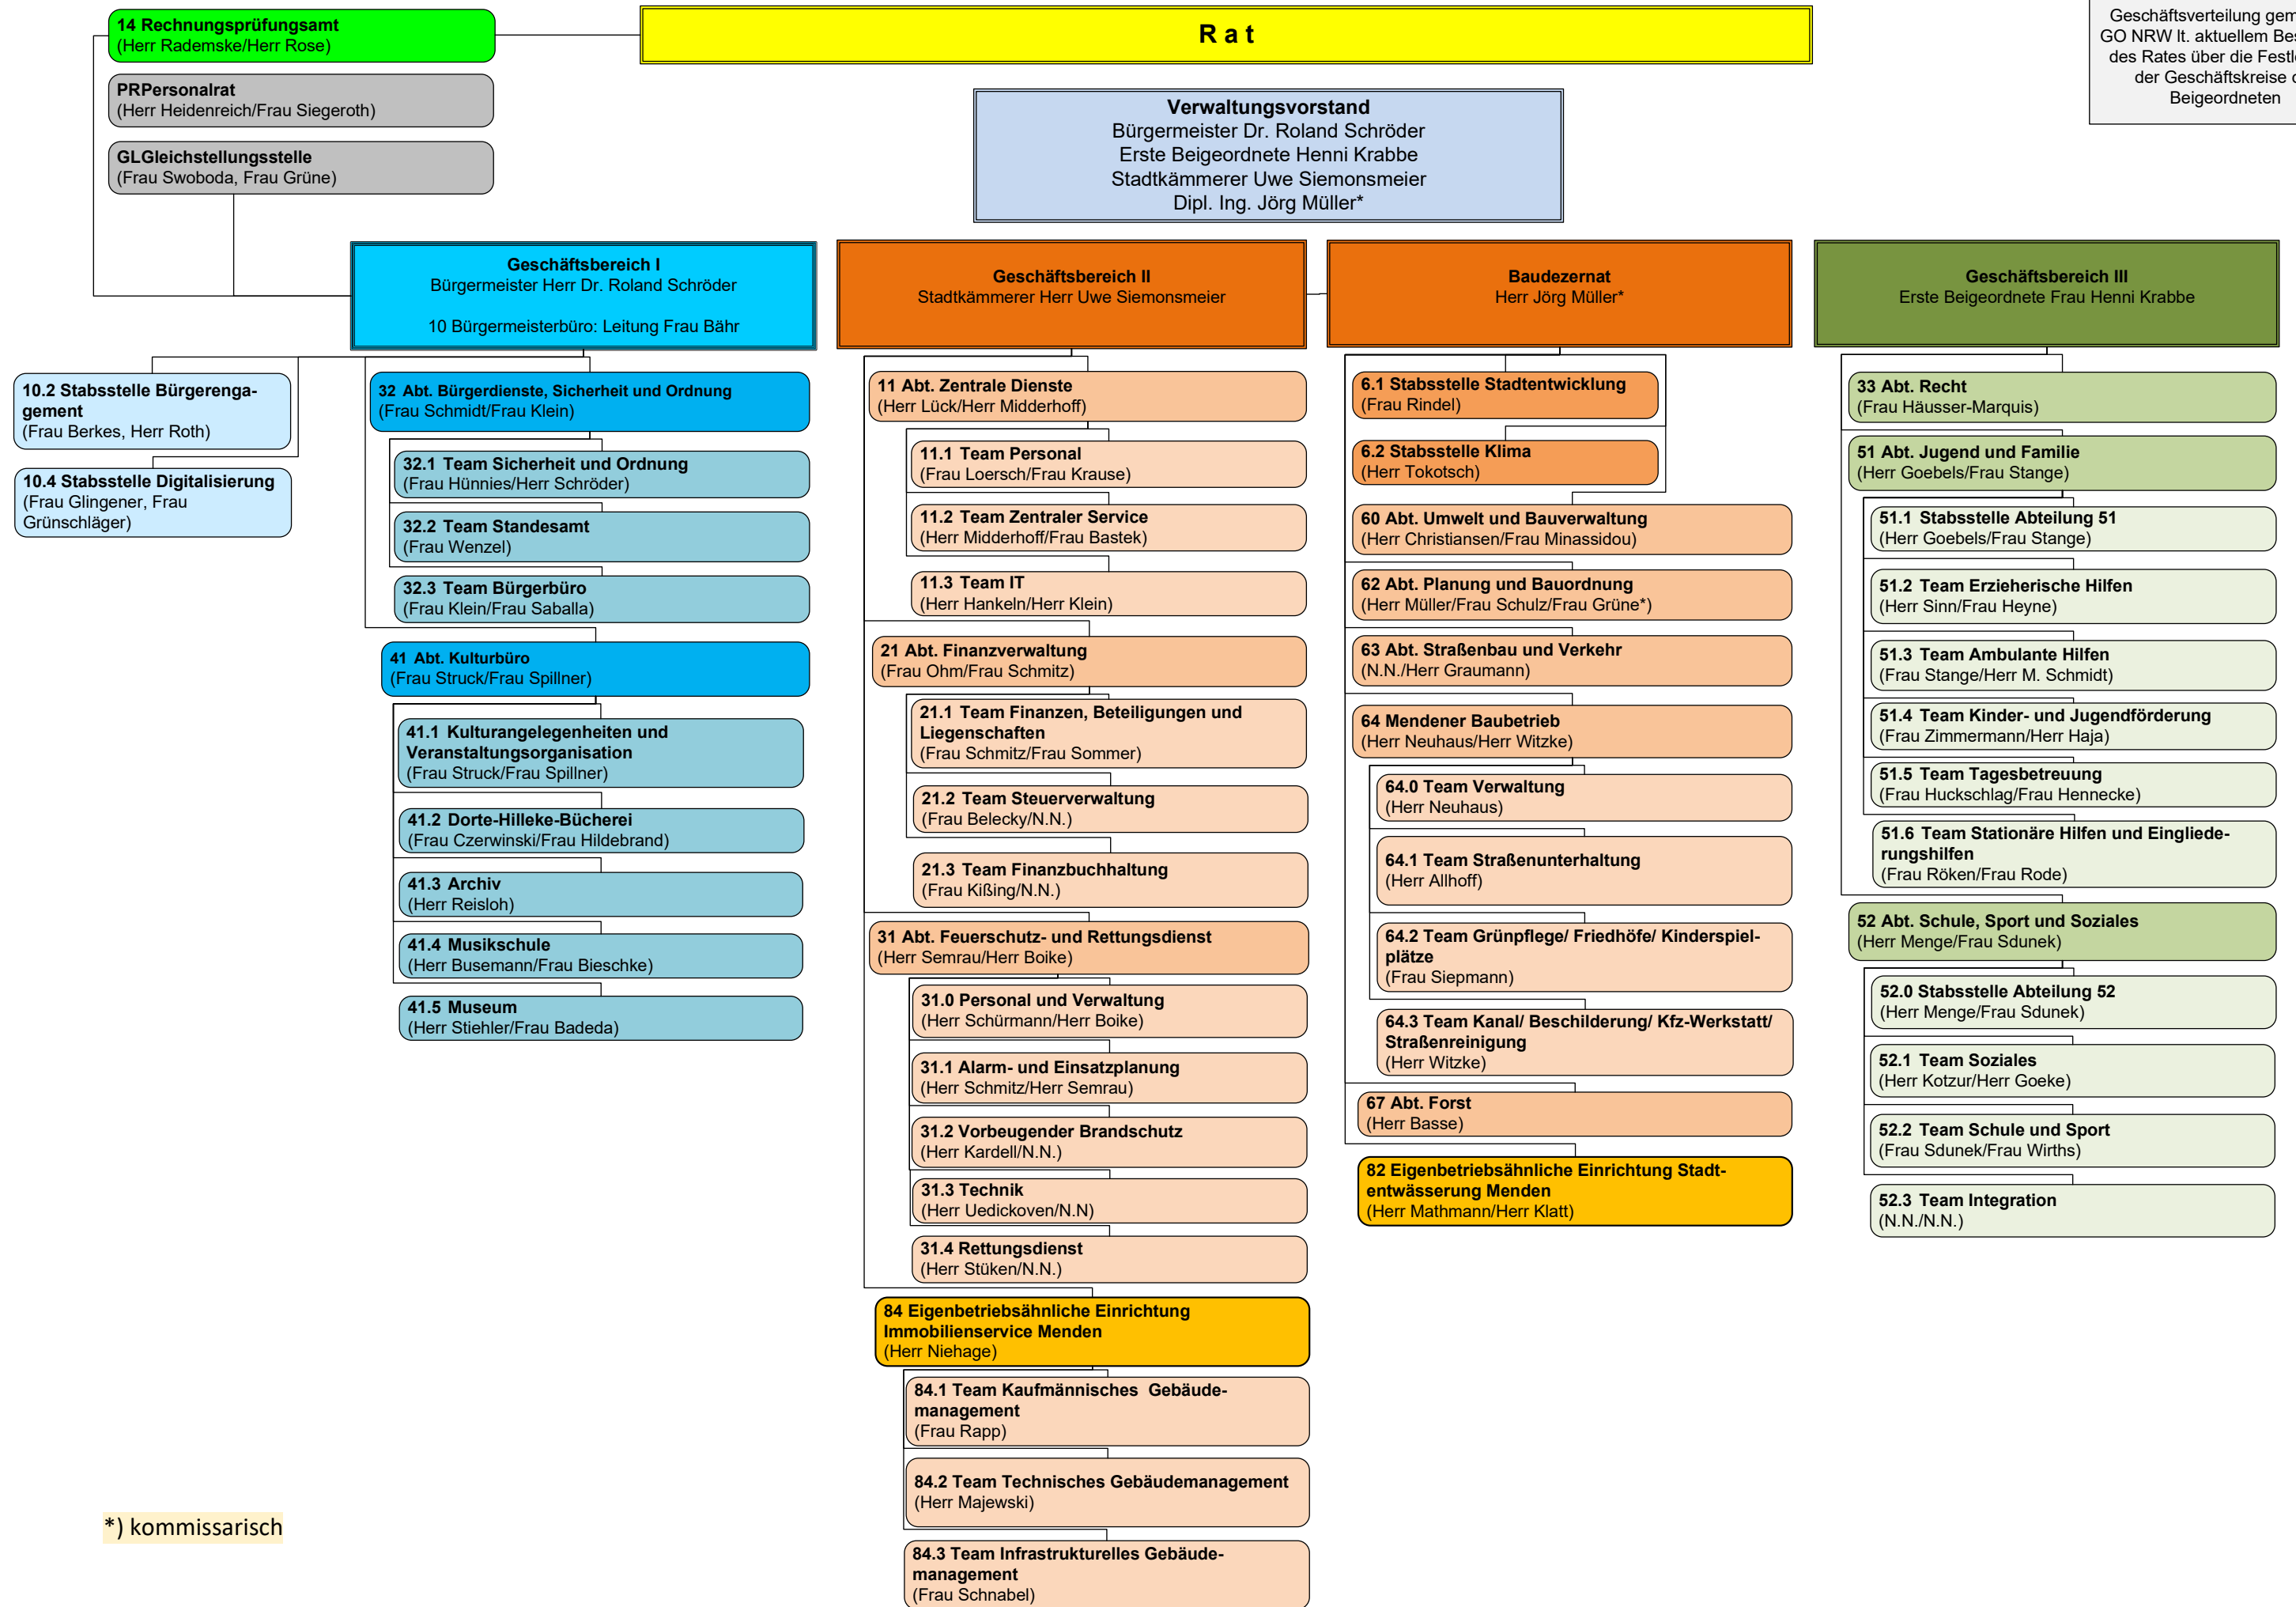 14 Rechnungsprüfungsamt
(Herr Rademske/Herr Rose)
R a t
Geschäftsverteilung
GO NRW lt. aktuellem
des Rates über die
der Geschäftskreise
Beigeordneten
PRPersonalrat
(Herr Heidenreich/Frau Siegeroth)
GLGleichstellungsstelle
(Frau Swoboda, Frau Grüne)
Verwaltungsvorstand
Bürgermeister Dr. Roland Schröder
Erste Beigeordnete Henni Krabbe
Stadtkämmerer Uwe Siemonsmeier
Dipl. Ing. Jörg Müller*
Geschäftsbereich I
Bürgermeister Herr Dr. Roland Schröder
10 Bürgermeisterbüro: Leitung Frau Bähr
10.2 Stabsstelle Bürgerenga-
gement
(Frau Berkes, Herr Roth)
10.4 Stabsstelle Digitalisierung
(Frau Glingener, Frau
Grünschläger)
32 Abt. Bürgerdienste, Sicherheit und Ordnung
(Frau Schmidt/Frau Klein)
32.1 Team Sicherheit und Ordnung
(Frau Hünnies/Herr Schröder)
32.2 Team Standesamt
(Frau Wenzel)
32.3 Team Bürgerbüro
(Frau Klein/Frau Saballa)
41 Abt. Kulturbüro
(Frau Struck/Frau Spillner)
41.1 Kulturangelegenheiten und
Veranstaltungsorganisation
(Frau Struck/Frau Spillner)
41.2 Dorte-Hilleke-Bücherei
(Frau Czerwinski/Frau Hildebrand)
41.3 Archiv
(Herr Reisloh)
41.4 Musikschule
(Herr Busemann/Frau Bieschke)
41.5 Museum
(Herr Stiehler/Frau Badeda)
Geschäftsbereich II
Stadtkämmerer Herr Uwe Siemonsmeier
11 Abt. Zentrale Dienste
(Herr Lück/Herr Midderhoff)
11.1 Team Personal
(Frau Loersch/Frau Krause)
11.2 Team Zentraler Service
(Herr Midderhoff/Frau Bastek)
11.3 Team IT
(Herr Hankeln/Herr Klein)
21 Abt. Finanzverwaltung
(Frau Ohm/Frau Schmitz)
21.1 Team Finanzen, Beteiligungen und
Liegenschaften
(Frau Schmitz/Frau Sommer)
21.2 Team Steuerverwaltung
(Frau Belecky/N.N.)
21.3 Team Finanzbuchhaltung
(Frau Kißing/N.N.)
31 Abt. Feuerschutz- und Rettungsdienst
(Herr Semrau/Herr Boike)
31.0 Personal und Verwaltung
(Herr Schürmann/Herr Boike)
31.1 Alarm- und Einsatzplanung
(Herr Schmitz/Herr Semrau)
31.2 Vorbeugender Brandschutz
(Herr Kardell/N.N.)
31.3 Technik
(Herr Uedickoven/N.N)
31.4 Rettungsdienst
(Herr Stüken/N.N.)
84 Eigenbetriebsähnliche Einrichtung
Immobilienservice Menden
(Herr Niehage)
84.1 Team Kaufmännisches Gebäude-
management
(Frau Rapp)
84.2 Team Technisches Gebäudemanagement
(Herr Majewski)
84.3 Team Infrastrukturelles Gebäude-
management
(Frau Schnabel)
Baudezernat
Herr Jörg Müller*
6.1 Stabsstelle Stadtentwicklung
(Frau Rindel)
6.2 Stabsstelle Klima
(Herr Tokotsch)
60 Abt. Umwelt und Bauverwaltung
(Herr Christiansen/Frau Minassidou)
62 Abt. Planung und Bauordnung
(Herr Müller/Frau Schulz/Frau Grüne*)
63 Abt. Straßenbau und Verkehr
(N.N./Herr Graumann)
64 Mendener Baubetrieb
(Herr Neuhaus/Herr Witzke)
64.0 Team Verwaltung
(Herr Neuhaus)
64.1 Team Straßenunterhaltung
(Herr Allhoff)
64.2 Team Grünpflege/ Friedhöfe/ Kinderspiel-
plätze
(Frau Siepmann)
64.3 Team Kanal/ Beschilderung/ Kfz-Werkstatt/
Straßenreinigung
(Herr Witzke)
67 Abt. Forst
(Herr Basse)
82 Eigenbetriebsähnliche Einrichtung Stadt-
entwässerung Menden
(Herr Mathmann/Herr Klatt)
Geschäftsbereich III
Erste Beigeordnete Frau Henni Krabbe
33 Abt. Recht
(Frau Häusser-Marquis)
51 Abt. Jugend und Familie
(Herr Goebels/Frau Stange)
51.1 Stabsstelle Abteilung 51
(Herr Goebels/Frau Stange)
51.2 Team Erzieherische Hilfen
(Herr Sinn/Frau Heyne)
51.3 Team Ambulante Hilfen
(Frau Stange/Herr M. Schmidt)
51.4 Team Kinder- und Jugendförderung
(Frau Zimmermann/Herr Haja)
51.5 Team Tagesbetreuung
(Frau Huckschlag/Frau Hennecke)
51.6 Team Stationäre Hilfen und Einglie­de-
rungshilfen
(Frau Röken/Frau Rode)
52 Abt. Schule, Sport und Soziales
(Herr Menge/Frau Sdunek)
52.0 Stabsstelle Abteilung 52
(Herr Menge/Frau Sdunek)
52.1 Team Soziales
(Herr Kotzur/Herr Goeke)
52.2 Team Schule und Sport
(Frau Sdunek/Frau Wirths)
52.3 Team Integration
(N.N./N.N.)
*) kommissarisch